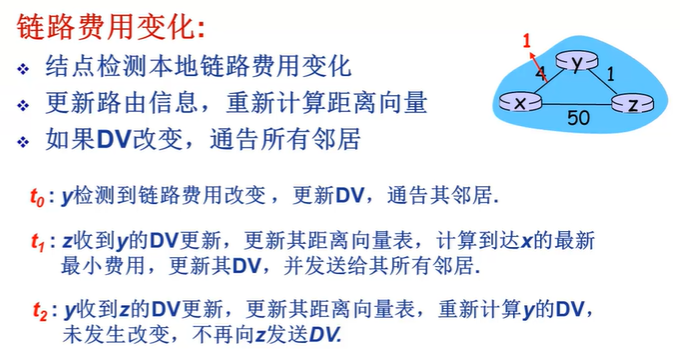 链路费用变化:
❖ 结点检测本地链路费用变化
❖ 更新路由信息，重新计算距离向量
❖ 如果DV改变，通告所有邻居
1
4
y
1
x
z
50
t0 : y检测到链路费用改变 ，更新DV，通告其邻居.
t1 : z收到y的DV更新，更新其距离向量表，计算到达x的最新
最小费用，更新其DV，并发送给其所有邻居.
t2 : y收到z的DV更新，更新其距离向量表，重新计算y的DV，
未发生改变，不再向z发送DV.